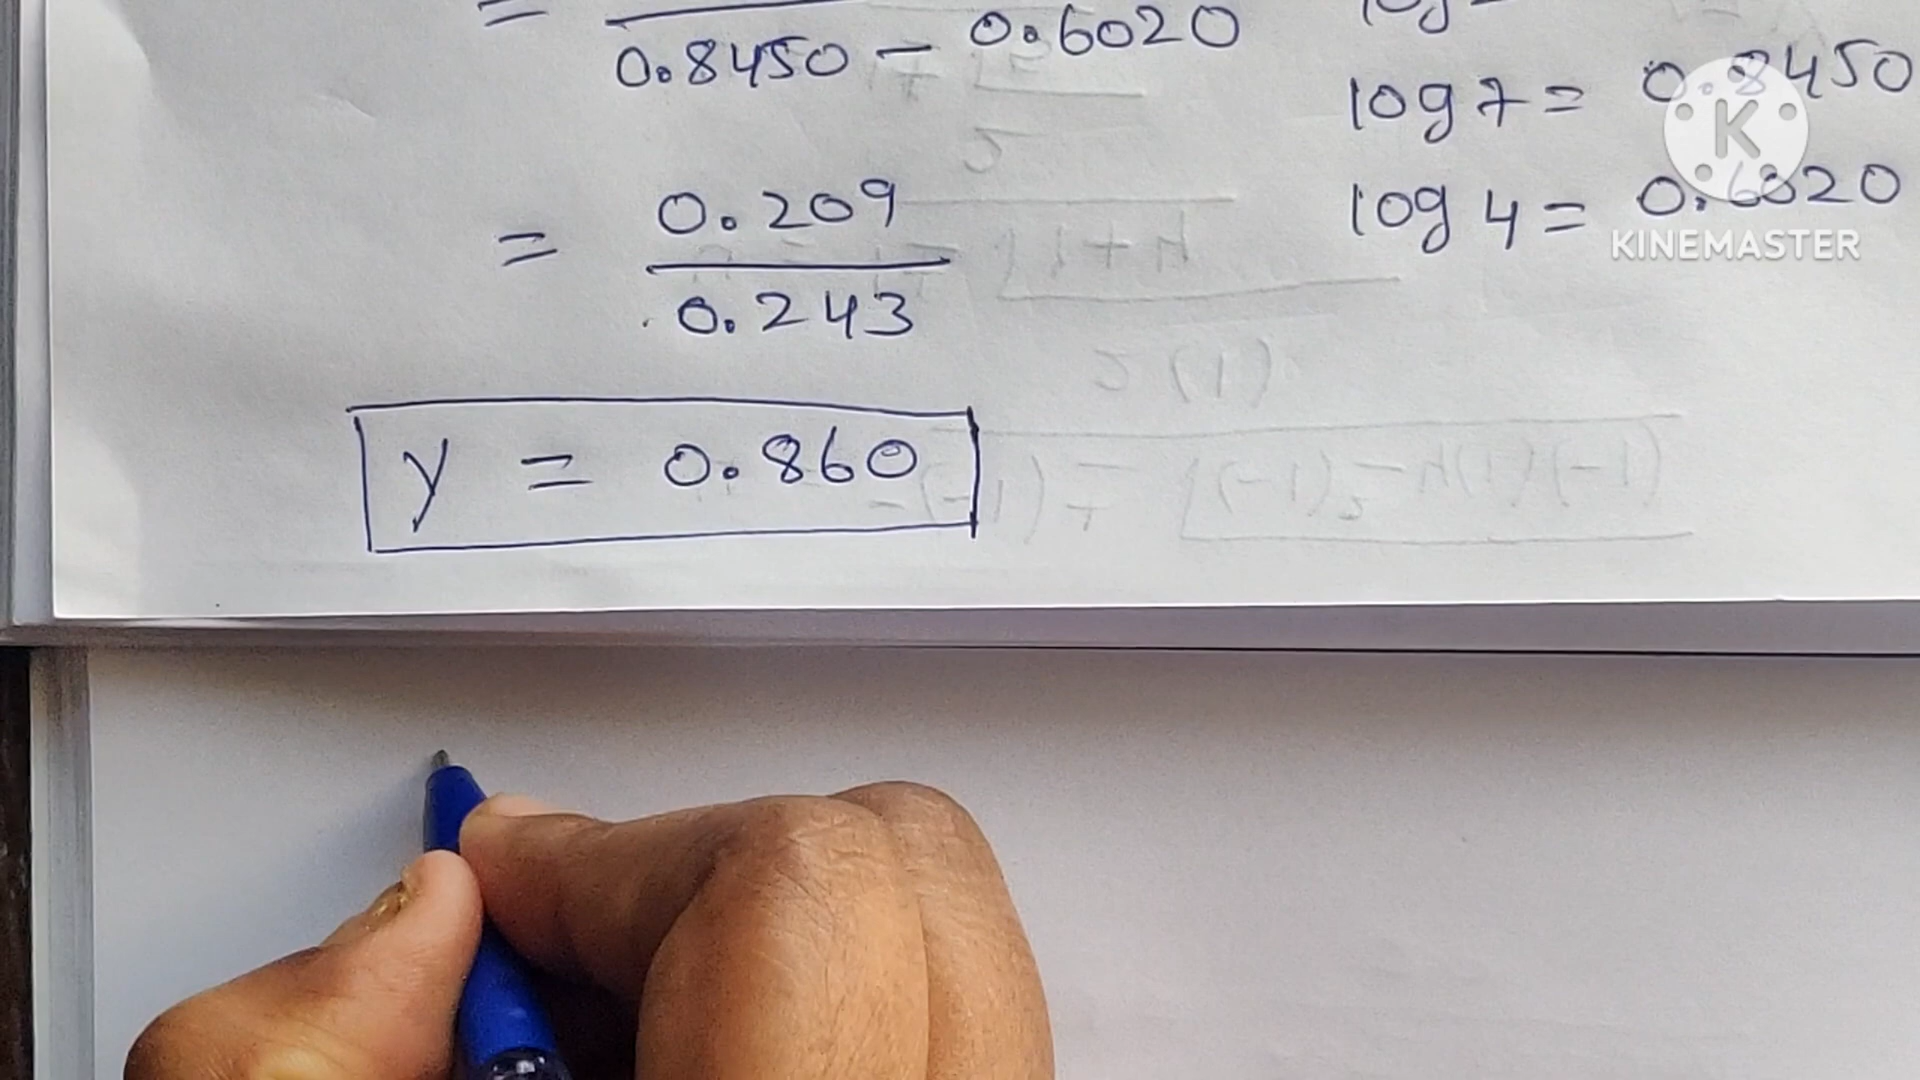 =
0.8450 - 0.6020
log 7 = 0.8450
= 0.209
0.243
log 4 = 0.6020
KINEMASTER
y = 0.860